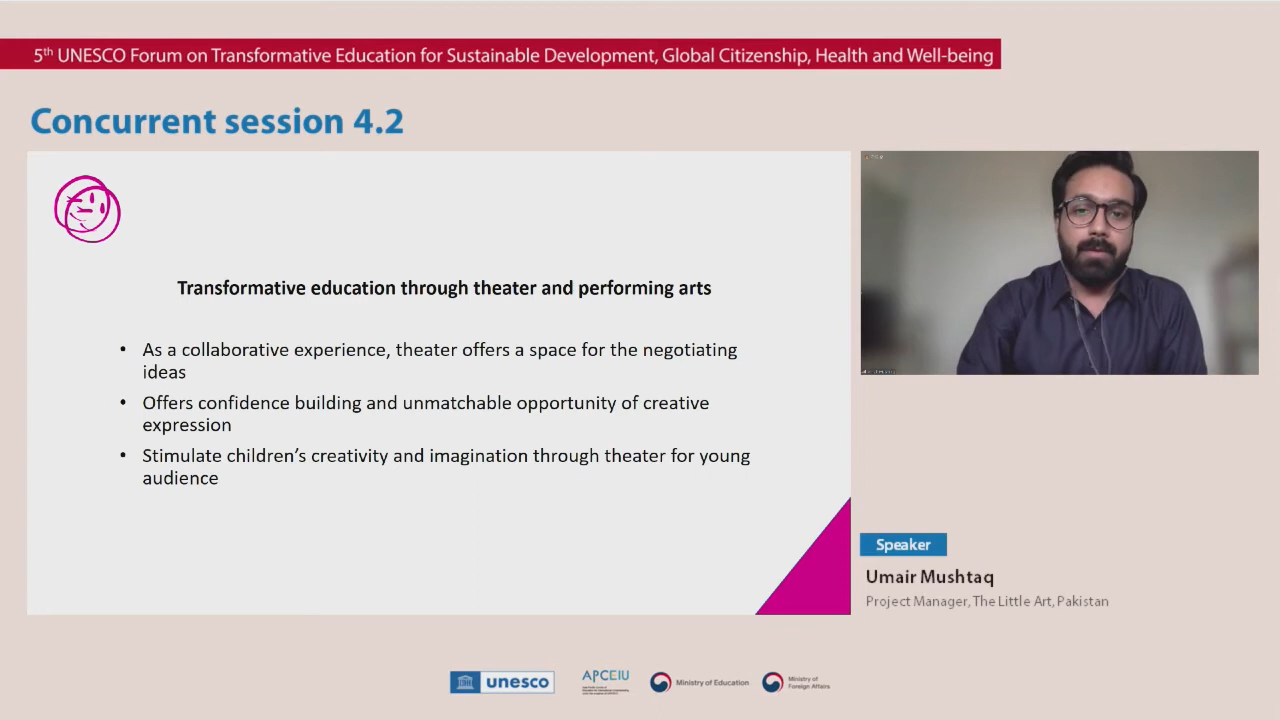 5th UNESCO Forum on Transformative Education for Sustainable Development, Global Citizenship, Health and Well-being
Concurrent session 4.2
Transformative education through theater and performing arts
• As a collaborative experience, theater offers a space for the negotiating
ideas
• Offers confidence building and unmatchable opportunity of creative
expression
• Stimulate children's creativity and imagination through theater for young
audience
Speaker
Umair Mushtaq
Project Manager, The Little Art, Pakistan
unesco
APCEIU
Ministry of Education
Ministry of
Foreign Affairs